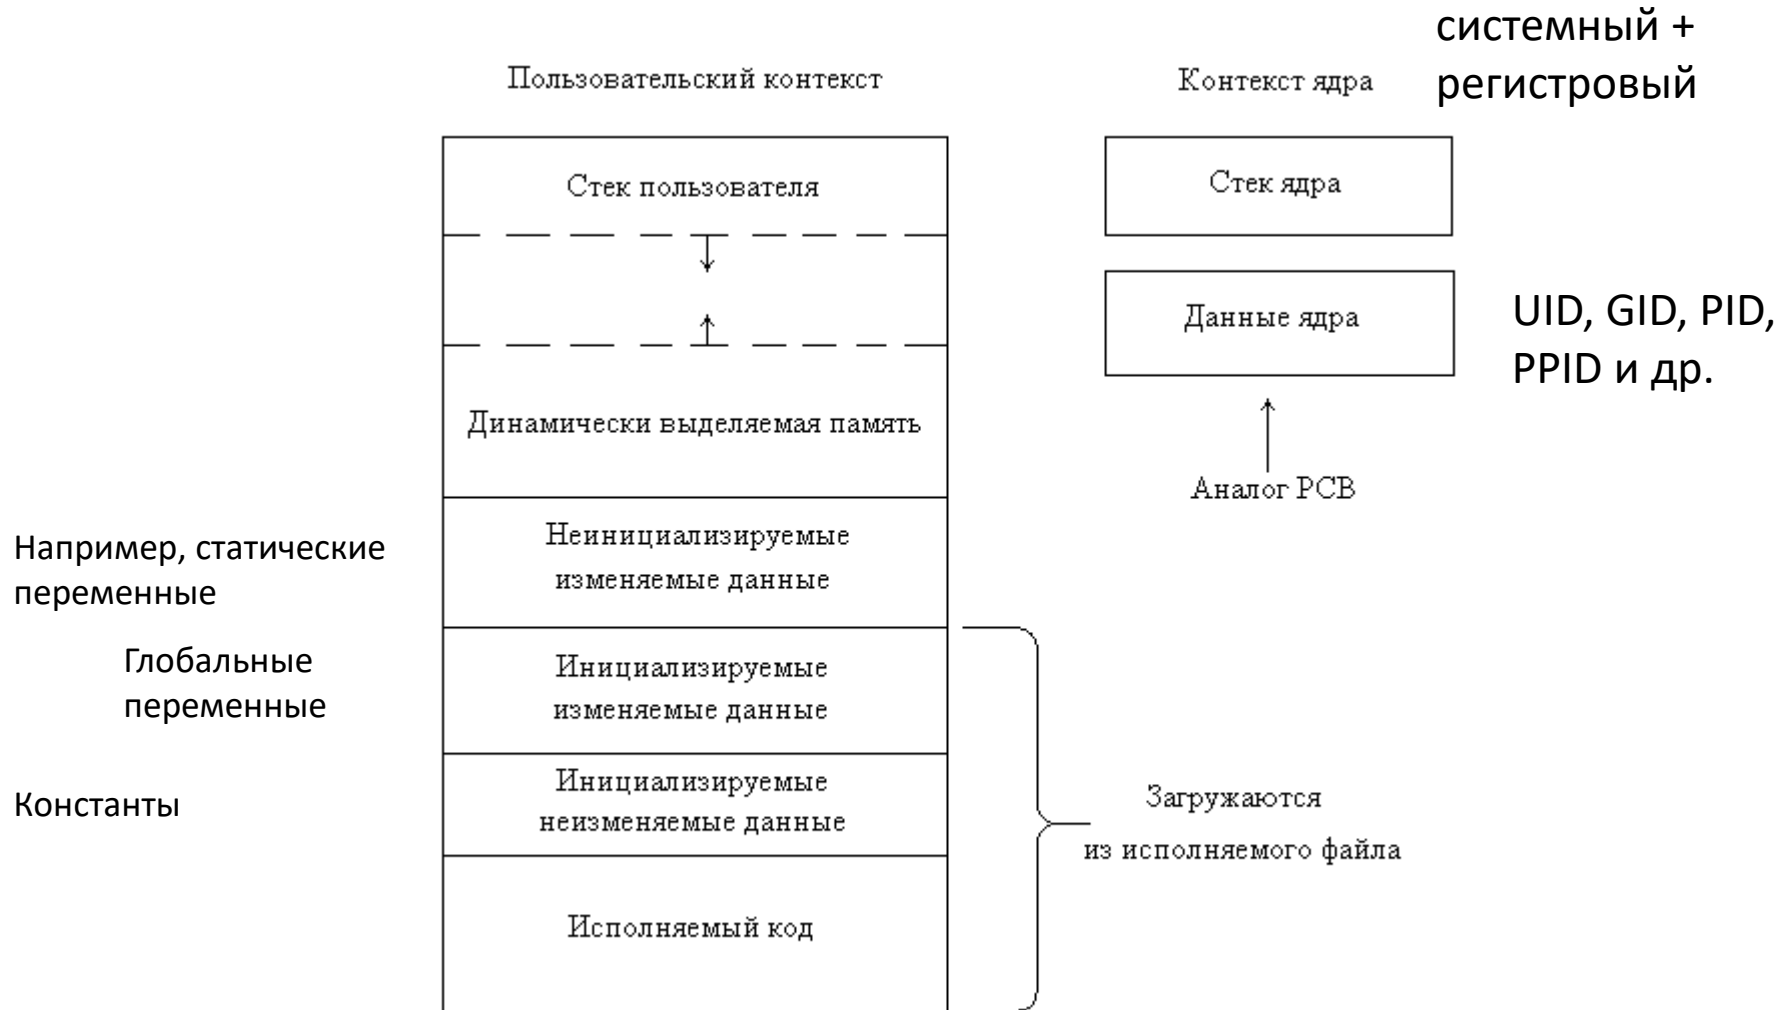 системный +
регистровый
Пользовательский контекст
Контекст ядра
Стек пользователя
Стек ядра
Данные ядра
UID, GID, PID,
PPID и др.
Динамически выделяемая память
Аналог PCB
Например, статические
переменные
Неинициализируемые
изменяемые данные
Глобальные
переменные
Инициализируемые
изменяемые данные
Константы
Инициализируемые
неизменяемые данные
Загружаются
из исполняемого файла
Исполняемый код